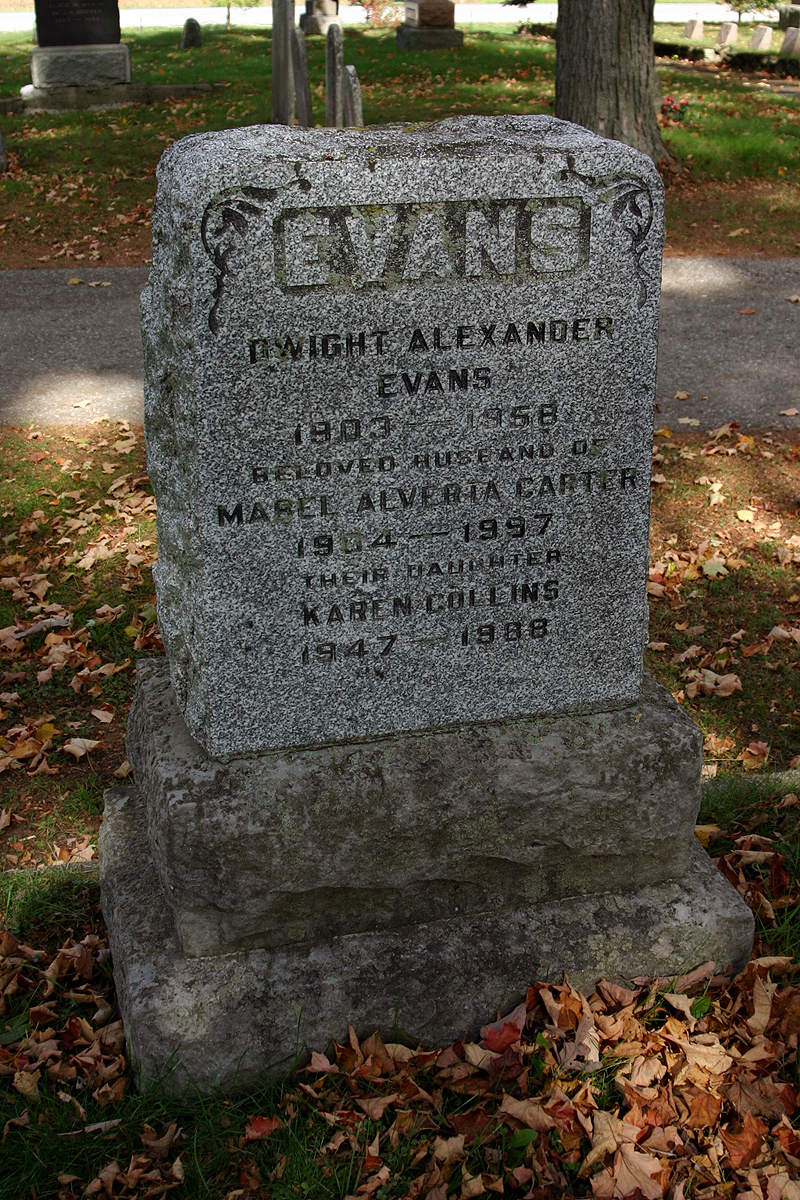 EVANS
DWIGHT ALEXANDER
EVANS
1903 — 1958
BELOVED HUSBAND OF
MABEL ALVERTA CARTER
1904 — 1997
THEIR DAUGHTER
KAREN COLLINS
1947 — 1988